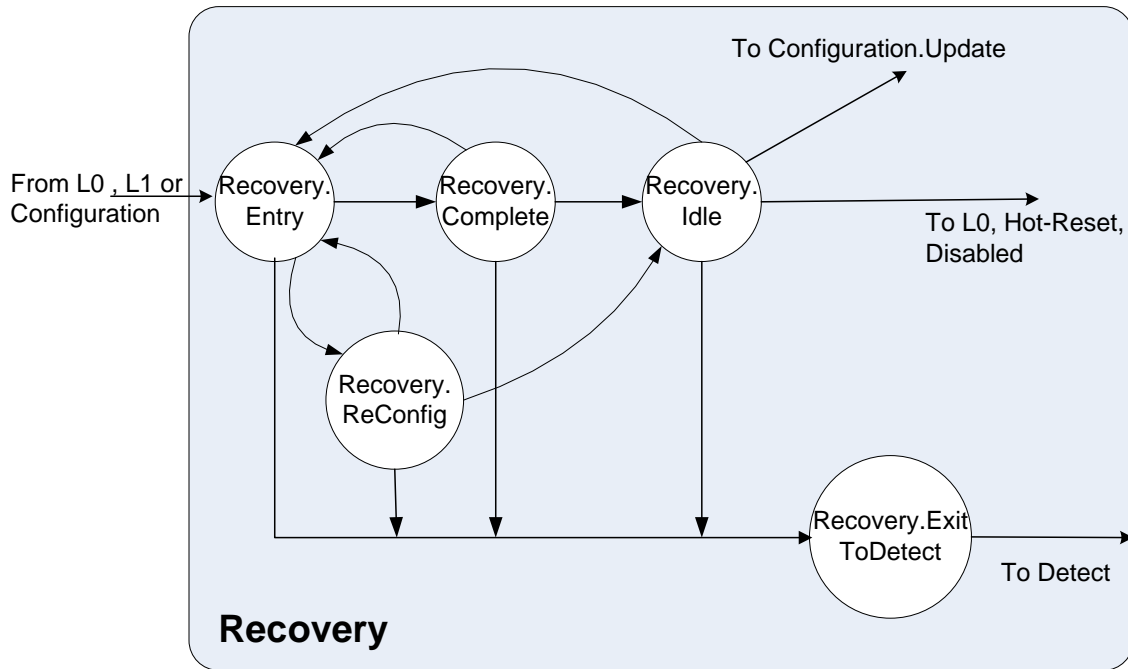 To Configuration.Update
From L0 , L1 or
Configuration
Recovery.
Entry
Recovery.
Complete
Recovery.
Idle
To L0, Hot-Reset,
Disabled
Recovery.
ReConfig
Recovery.Exit
ToDetect
To Detect
Recovery